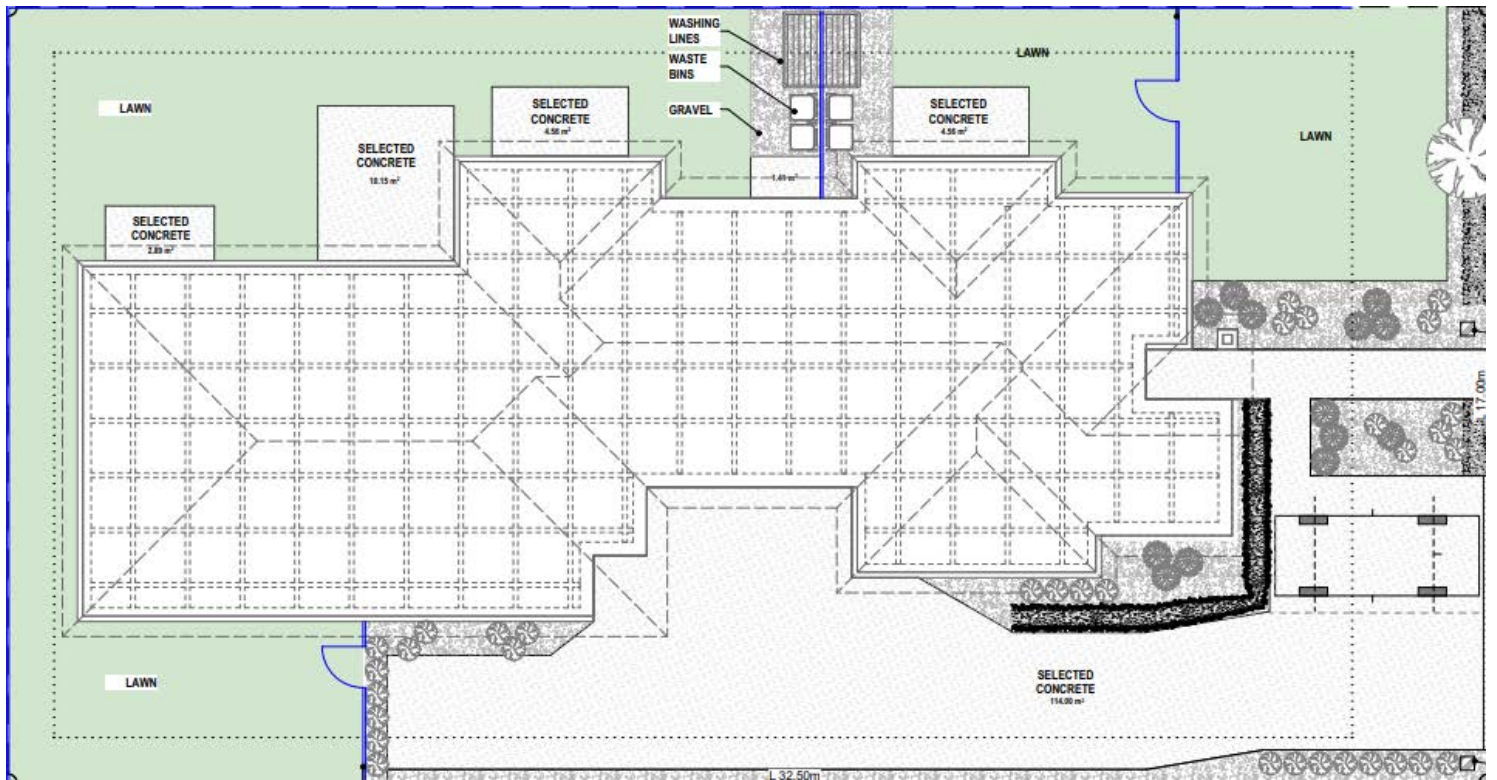 WASHING
LINES
WASTE
BINS
GRAVEL
LAWN
LAWN
LAWN
SELECTED
CONCRETE
4.56 m²
SELECTED
CONCRETE
4.56 m²
SELECTED
CONCRETE
10.15 m²
1.41 m²
SELECTED
CONCRETE
2.89 m²
L 17.00m
LAWN
SELECTED
CONCRETE
114.00 m²
L 32.50m